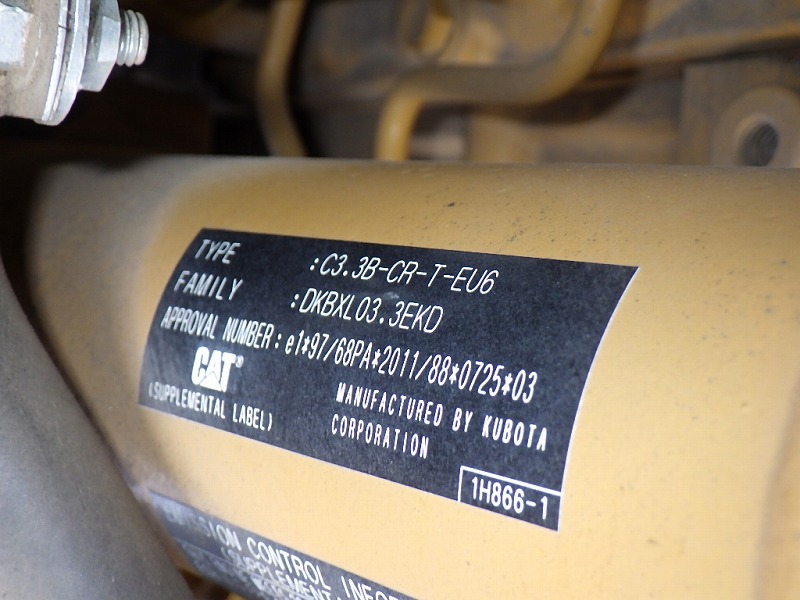 TYPE :C3.3B-CR-T-EU6
FAMILY :DKBXL03.3EKD
APPROVAL NUMBER:e1*97/68PA*2011/88*0725*03
CAT®
(SUPPLEMENTAL LABEL)
MANUFACTURED BY KUBOTA
CORPORATION
1H866-1
CONTROL